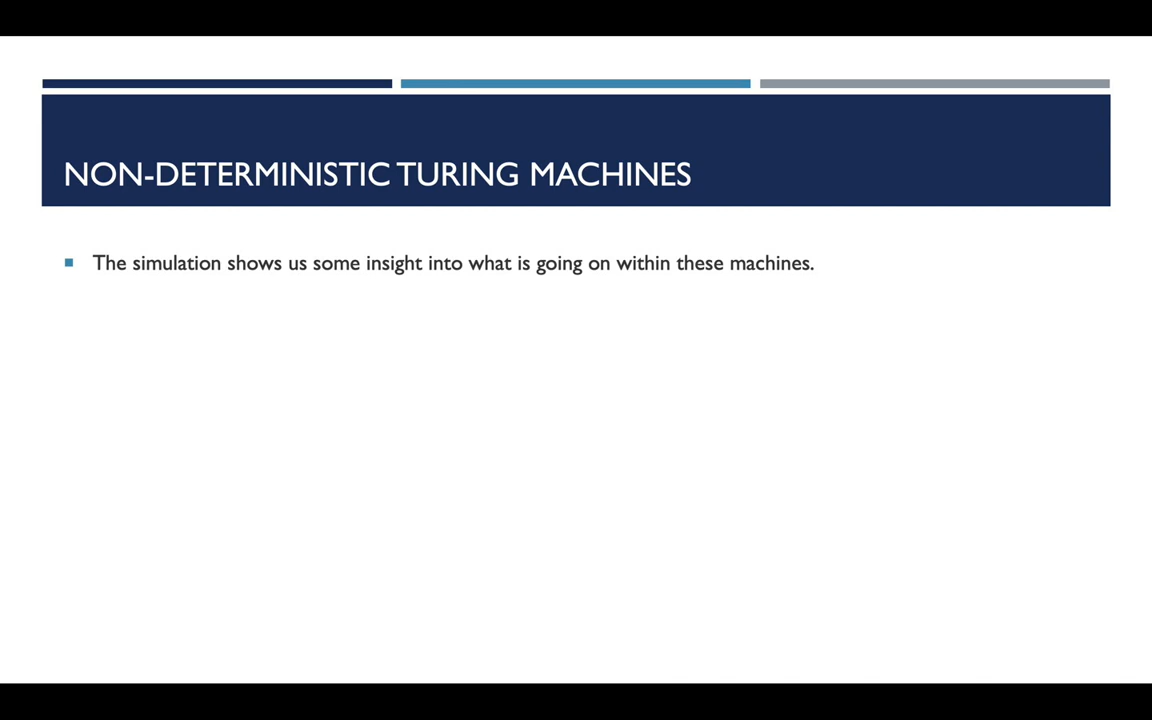 NON-DETERMINISTIC TURING MACHINES
The simulation shows us some insight into what is going on within these machines.